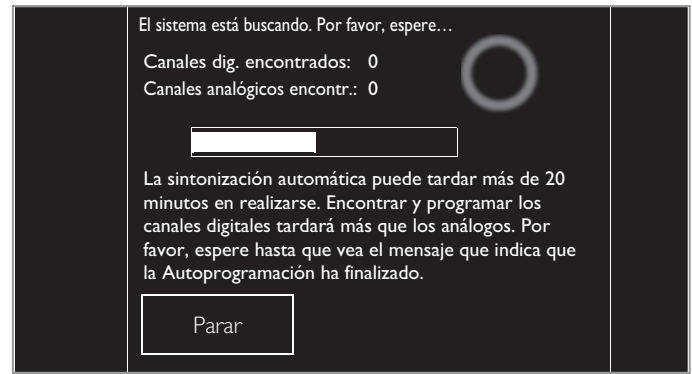 El sistema está buscando. Por favor, espere…
Canales dig. encontrados: 0
Canales analógicos encontr.: 0
La sintonización automática puede tardar más de 20
minutos en realizarse. Encontrar y programar los
canales digitales tardará más que los análogos. Por
favor, espere hasta que vea el mensaje que indica que
la Autoprogramación ha finalizado.
Parar